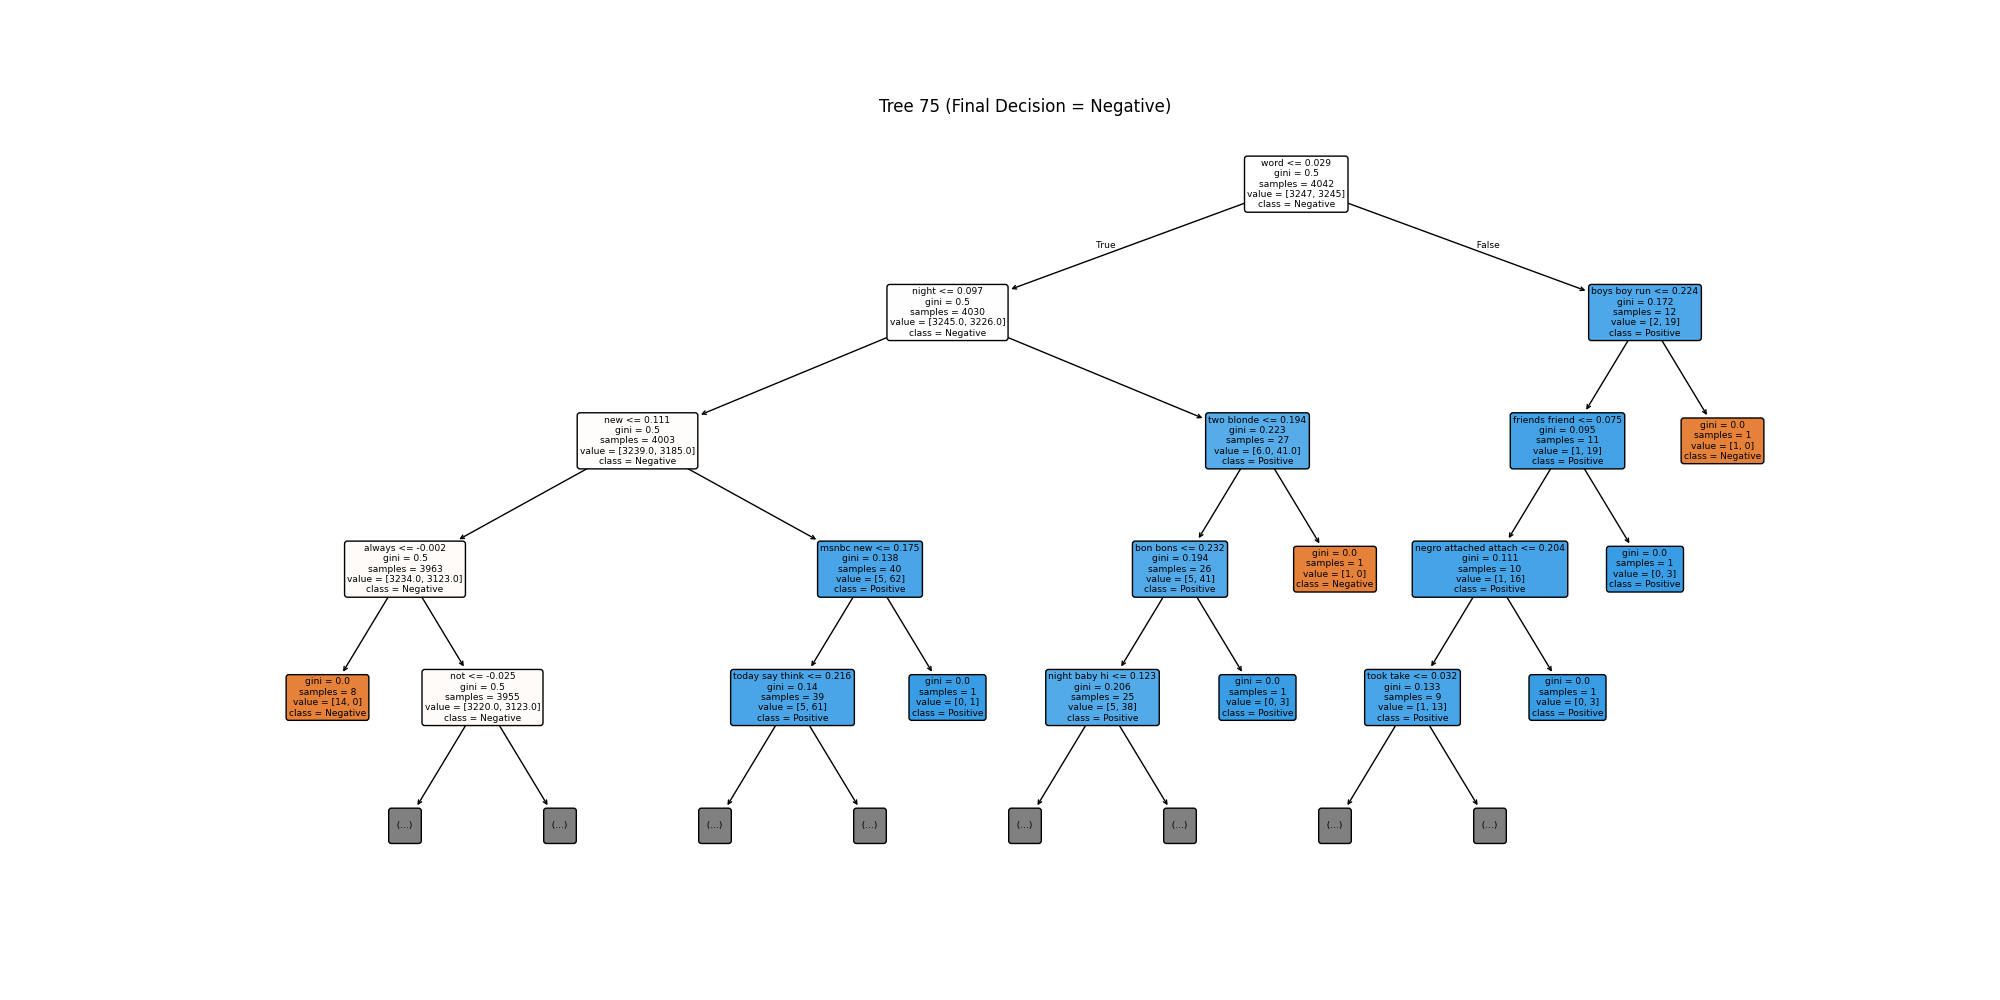 Tree 75 (Final Decision = Negative)
word <= 0.029
gini = 0.5
samples = 4042
value = [3247, 3245]
class = Negative
True
False
night <= 0.097
gini = 0.5
samples = 4030
value = [3245.0, 3226.0]
class = Negative
boys boy run <= 0.224
gini = 0.172
samples = 12
value = [2, 19]
class = Positive
new <= 0.111
gini = 0.5
samples = 4003
value = [3239.0, 3185.0]
class = Negative
two blonde <= 0.194
gini = 0.223
samples = 27
value = [6.0, 41.0]
class = Positive
friends friend <= 0.075
gini = 0.095
samples = 11
value = [1, 19]
class = Positive
gini = 0.0
samples = 1
value = [1, 0]
class = Negative
always <= -0.002
gini = 0.5
samples = 3963
value = [3234.0, 3123.0]
class = Negative
msnbc new <= 0.175
gini = 0.138
samples = 40
value = [5, 62]
class = Positive
bon bons <= 0.232
gini = 0.194
samples = 26
value = [5, 41]
class = Positive
gini = 0.0
samples = 1
value = [1, 0]
class = Negative
negro attached attach <= 0.204
gini = 0.111
samples = 10
value = [1, 16]
class = Positive
gini = 0.0
samples = 1
value = [0, 3]
class = Positive
gini = 0.0
samples = 8
value = [14, 0]
class = Negative
not <= -0.025
gini = 0.5
samples = 3955
value = [3220.0, 3123.0]
class = Negative
today say think <= 0.216
gini = 0.14
samples = 39
value = [5, 61]
class = Positive
gini = 0.0
samples = 1
value = [0, 1]
class = Positive
night baby hi <= 0.123
gini = 0.206
samples = 25
value = [5, 38]
class = Positive
gini = 0.0
samples = 1
value = [0, 3]
class = Positive
took take <= 0.032
gini = 0.133
samples = 9
value = [1, 13]
class = Positive
gini = 0.0
samples = 1
value = [0, 3]
class = Positive
(...)
(...)
(...)
(...)
(...)
(...)
(...)
(...)